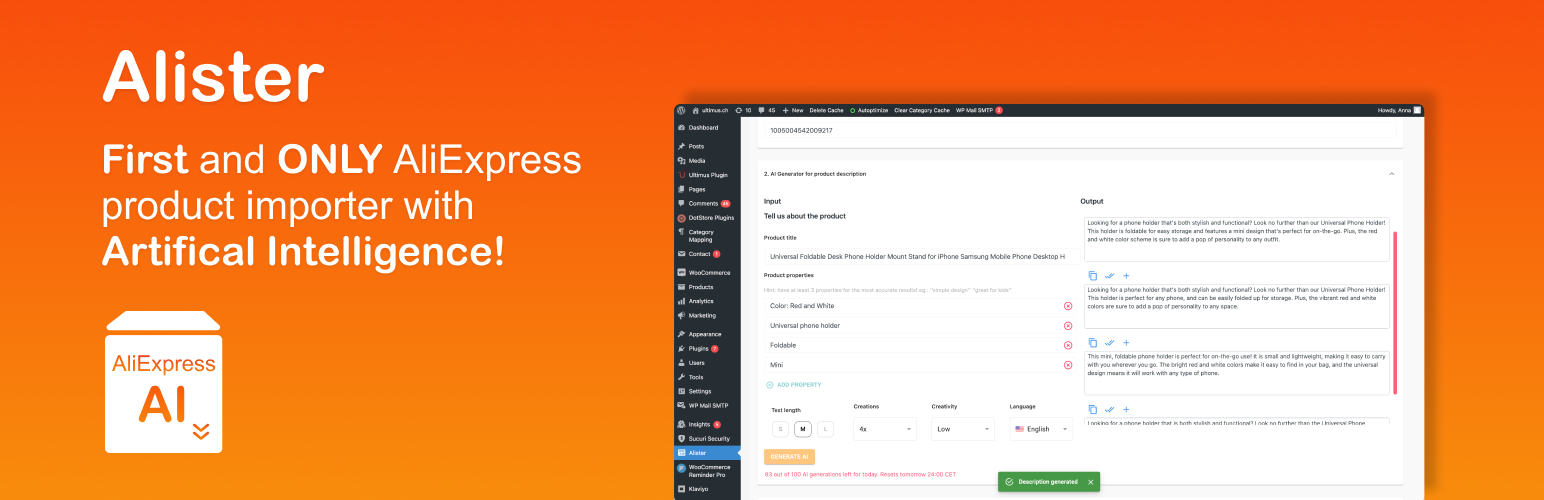 Alister
First and ONLY AliExpress
product importer with
Artifical Intelligence!
AliExpress
AI
ultimus.ch 10 45 New Delete Cache Autoptimize Clear Category Cache WP Mail SMTP 3 Howdy, Anna
Dashboard
Posts
Media
Ultimus Plugin
Pages
Comments 45
DotStore Plugins
Category
Mapping
Contact 1
WooCommerce
Products
Analytics
Marketing
Appearance
Plugins 7
Users
Tools
Settings
WP Mail SMTP
Insights
Sucuri Security
Alister
WooCommerce
Reminder Pro
Klaviyo
1005004542009217
2. AI Generator for product description
Input
Tell us about the product
Product title
Universal Foldable Desk Phone Holder Mount Stand for iPhone Samsung Mobile Phone Desktop H
Product properties
Hint: have at least 3 properties for the most accurate results! eg.: "simple design" "great for kids"
Color: Red and White
Universal phone holder
Foldable
Mini
ADD PROPERTY
Text length Creations Creativity Language
S M L 4x Low English
GENERATE AI
93 out of 100 AI generations left for today. Resets tomorrow 24:00 CET
Output
Looking for a phone holder that's both stylish and functional? Look no further than our Universal Phone Holder!
This holder is foldable for easy storage and features a mini design that's perfect for on-the-go. Plus, the red
and white color scheme is sure to add a pop of personality to any outfit.
Looking for a phone holder that's both stylish and functional? Look no further than our Universal Phone Holder!
This holder is perfect for any phone, and can be easily folded up for storage. Plus, the vibrant red and white
colors are sure to add a pop of personality to any space.
This mini, foldable phone holder is perfect for on-the-go use! It is small and lightweight, making it easy to carry
with you wherever you go. The bright red and white colors make it easy to find in your bag, and the universal
design means it will work with any type of phone.
Looking for a phone holder that is both stylish and functional? Look no further than the Universal Phone
Description generated